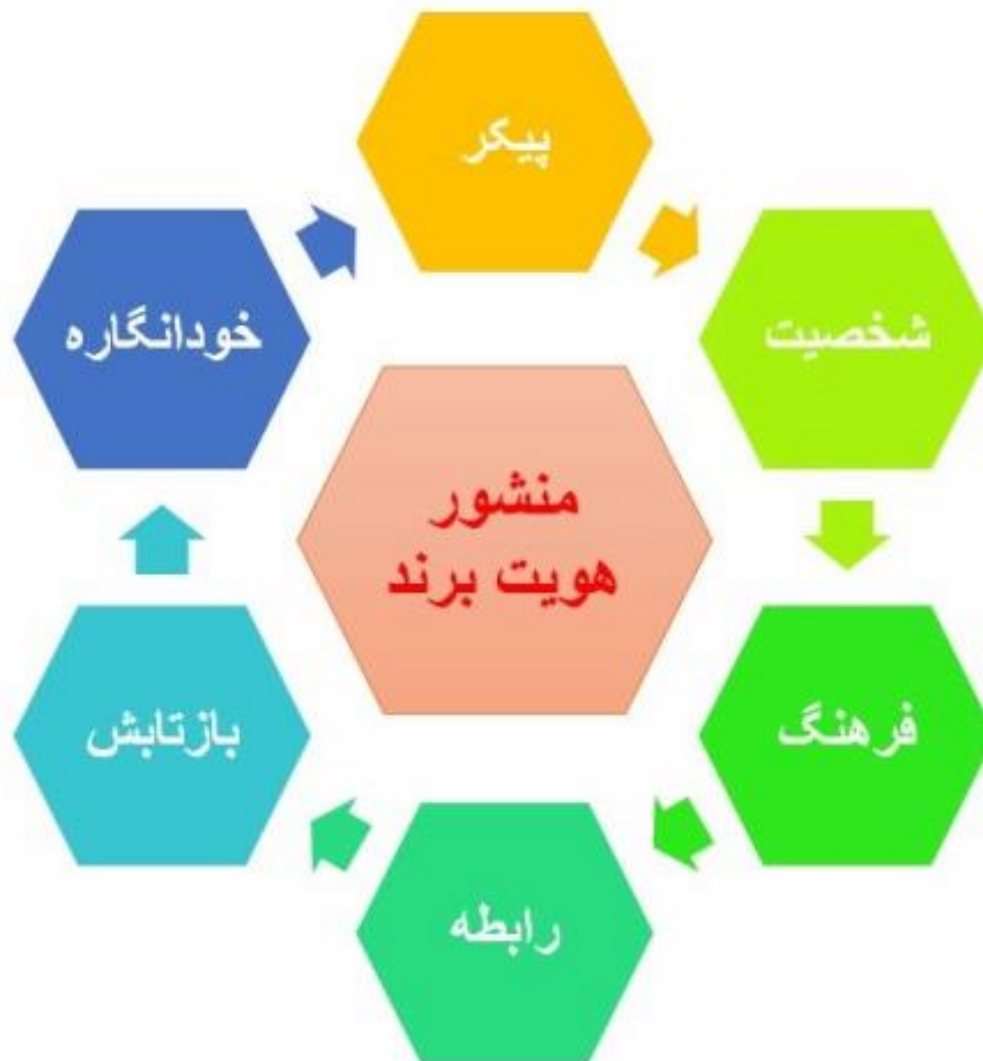 پیکر
شخصیت
فرهنگ
رابطه
بازتابش
خودانگاره
منشور
هویت برند